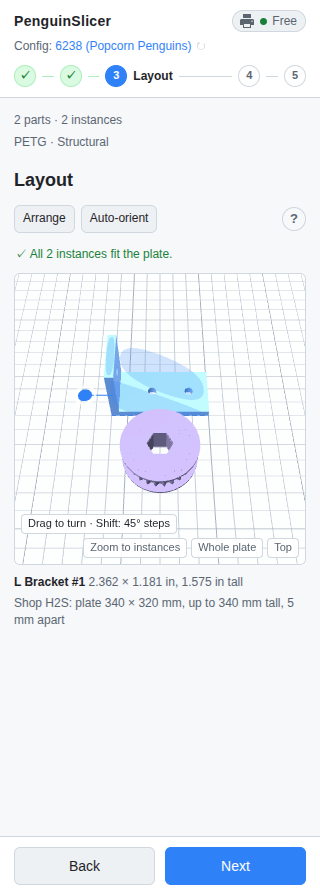 PenguinSlicer
Free
Config: 6238 (Popcorn Penguins)
3 Layout 4 5
2 parts · 2 instances
PETG · Structural
Layout
Arrange Auto-orient ?
✓ All 2 instances fit the plate.
Drag to turn · Shift: 45° steps
Zoom to instances Whole plate Top
L Bracket #1 2.362 × 1.181 in, 1.575 in tall
Shop H2S: plate 340 × 320 mm, up to 340 mm tall, 5
mm apart
Back Next